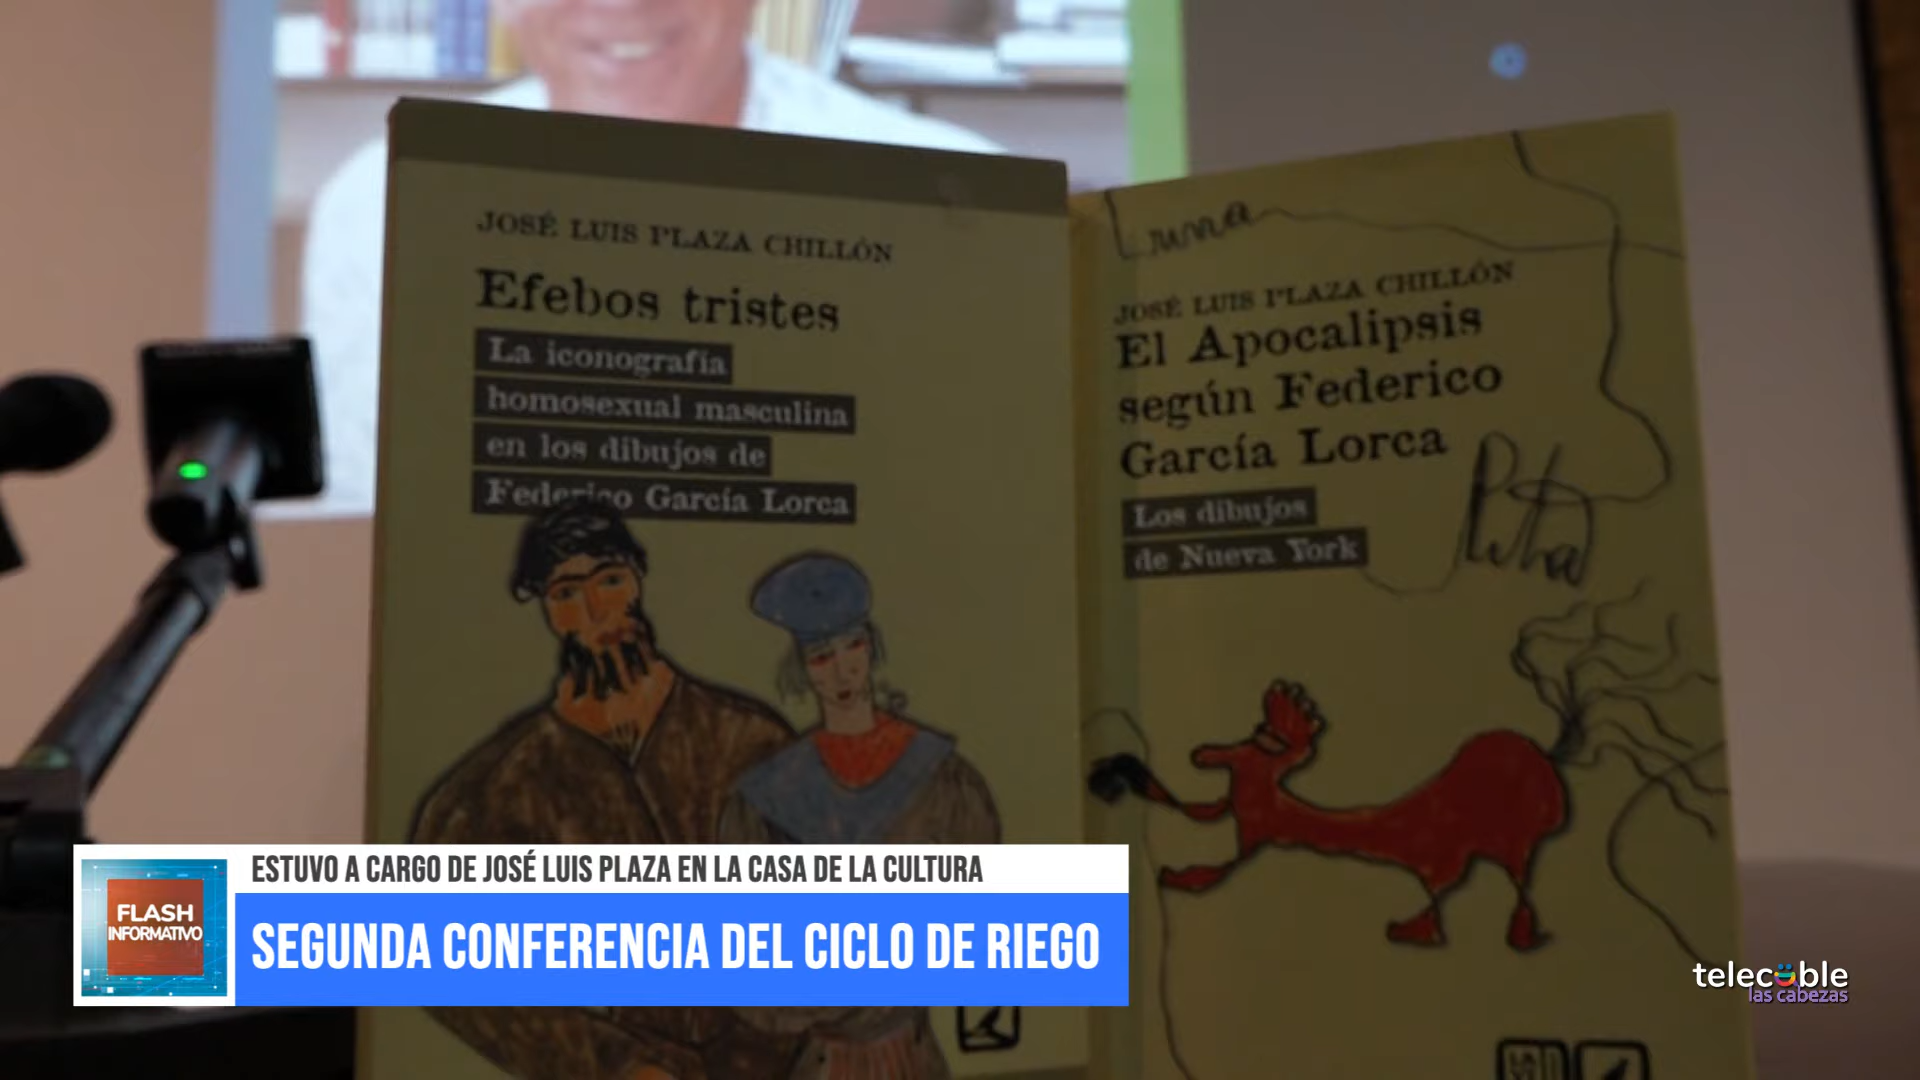 JOSÉ LUIS PLAZA CHILLÓN
Efebos tristes
La iconografía
homosexual masculina
en los dibujos de
Federico García Lorca
Luna
JOSÉ LUIS PLAZA CHILLÓN
El Apocalipsis
según Federico
García Lorca
Los dibujos
de Nueva York
FLASH
INFORMATIVO
ESTUVO A CARGO DE JOSÉ LUIS PLAZA EN LA CASA DE LA CULTURA
SEGUNDA CONFERENCIA DEL CICLO DE RIEGO
telecable
las cabezas